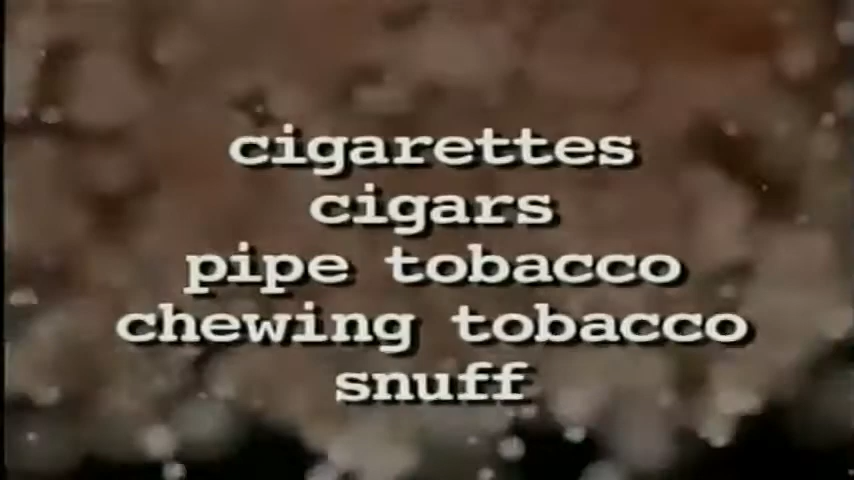 cigarettes
cigars
pipe tobacco
chewing tobacco
snuff